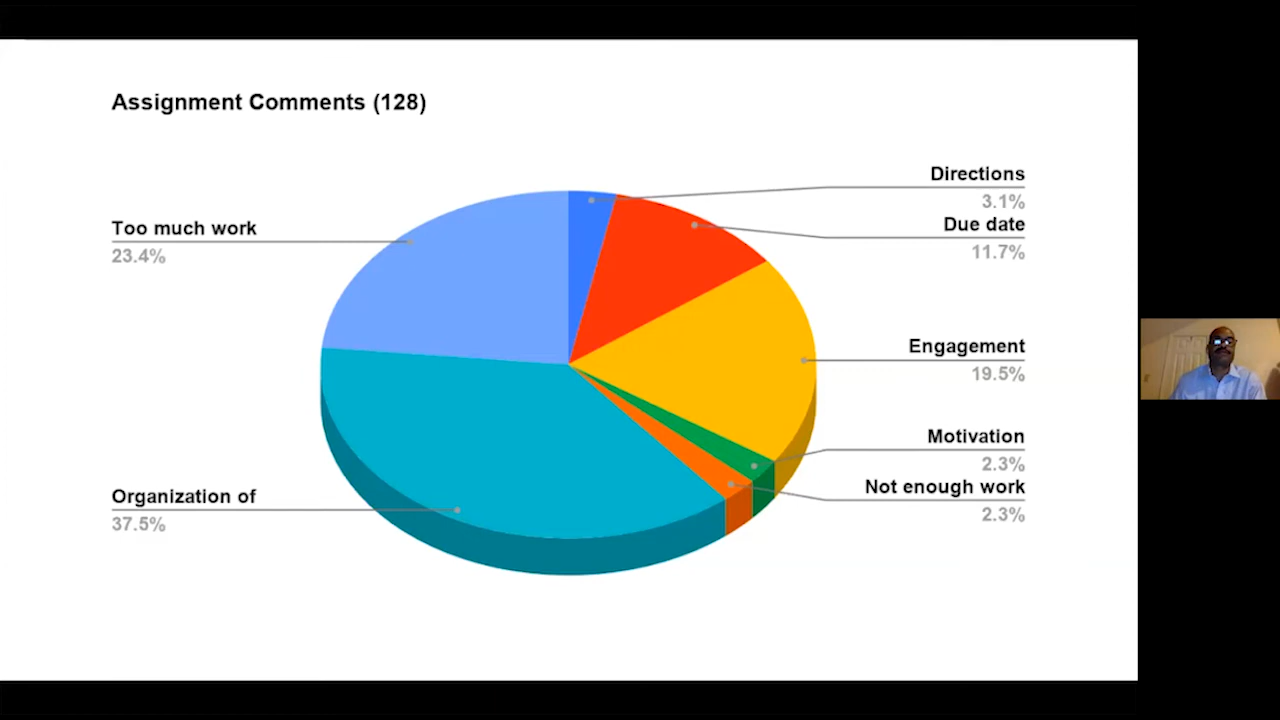 Assignment Comments (128)
Directions
3.1%
Due date
11.7%
Too much work
23.4%
Engagement
19.5%
Motivation
2.3%
Not enough work
2.3%
Organization of
37.5%